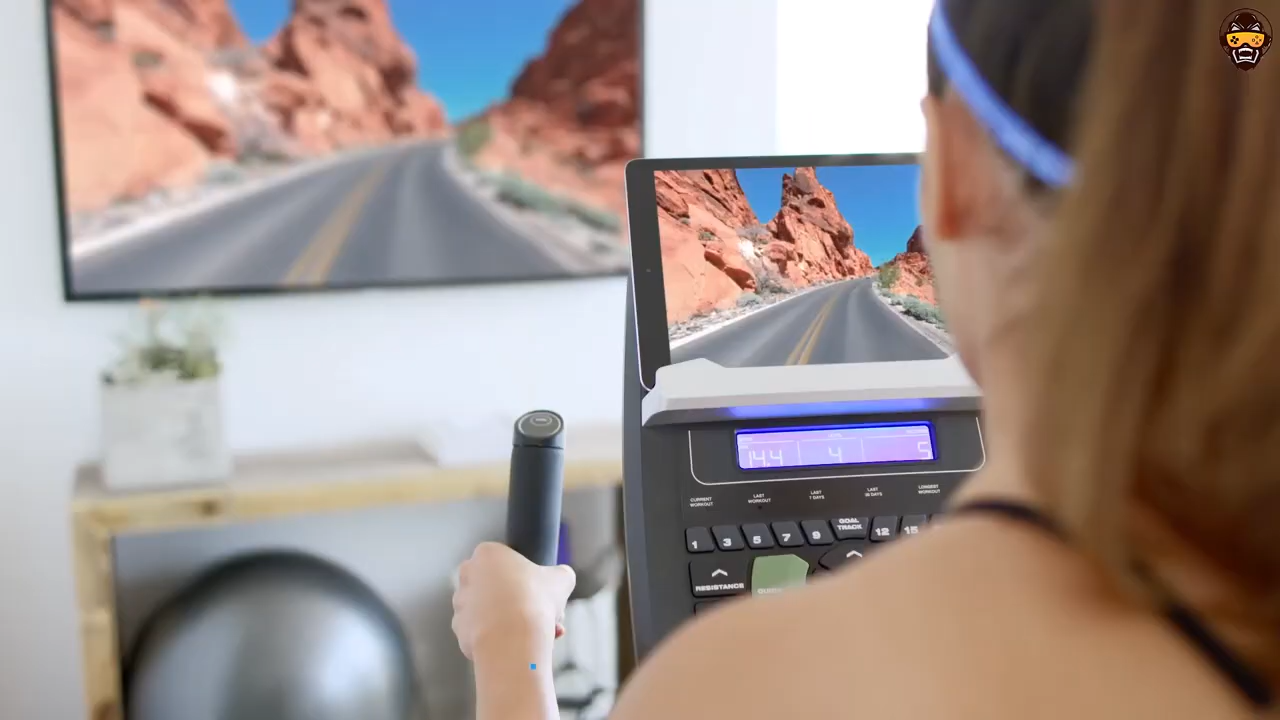 14.4 4 5
CURRENT WORKOUT
LAST WORKOUT
LAST 7 DAYS
LAST 30 DAYS
LONGEST WORKOUT
1 3 5 7 9 GOAL TRACK 12 15
RESISTANCE